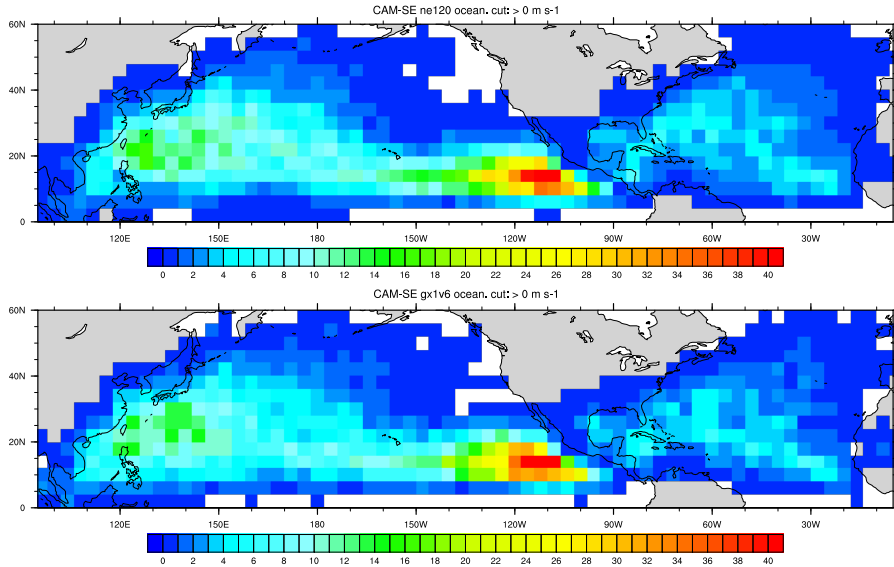 CAM-SE ne120 ocean. cut: > 0 m s-1
60N
40N
20N
0
120E 150E 180 150W 120W 90W 60W 30W
0 2 4 6 8 10 12 14 16 18 20 22 24 26 28 30 32 34 36 38 40
CAM-SE gx1v6 ocean. cut: > 0 m s-1
60N
40N
20N
0
120E 150E 180 150W 120W 90W 60W 30W
0 2 4 6 8 10 12 14 16 18 20 22 24 26 28 30 32 34 36 38 40